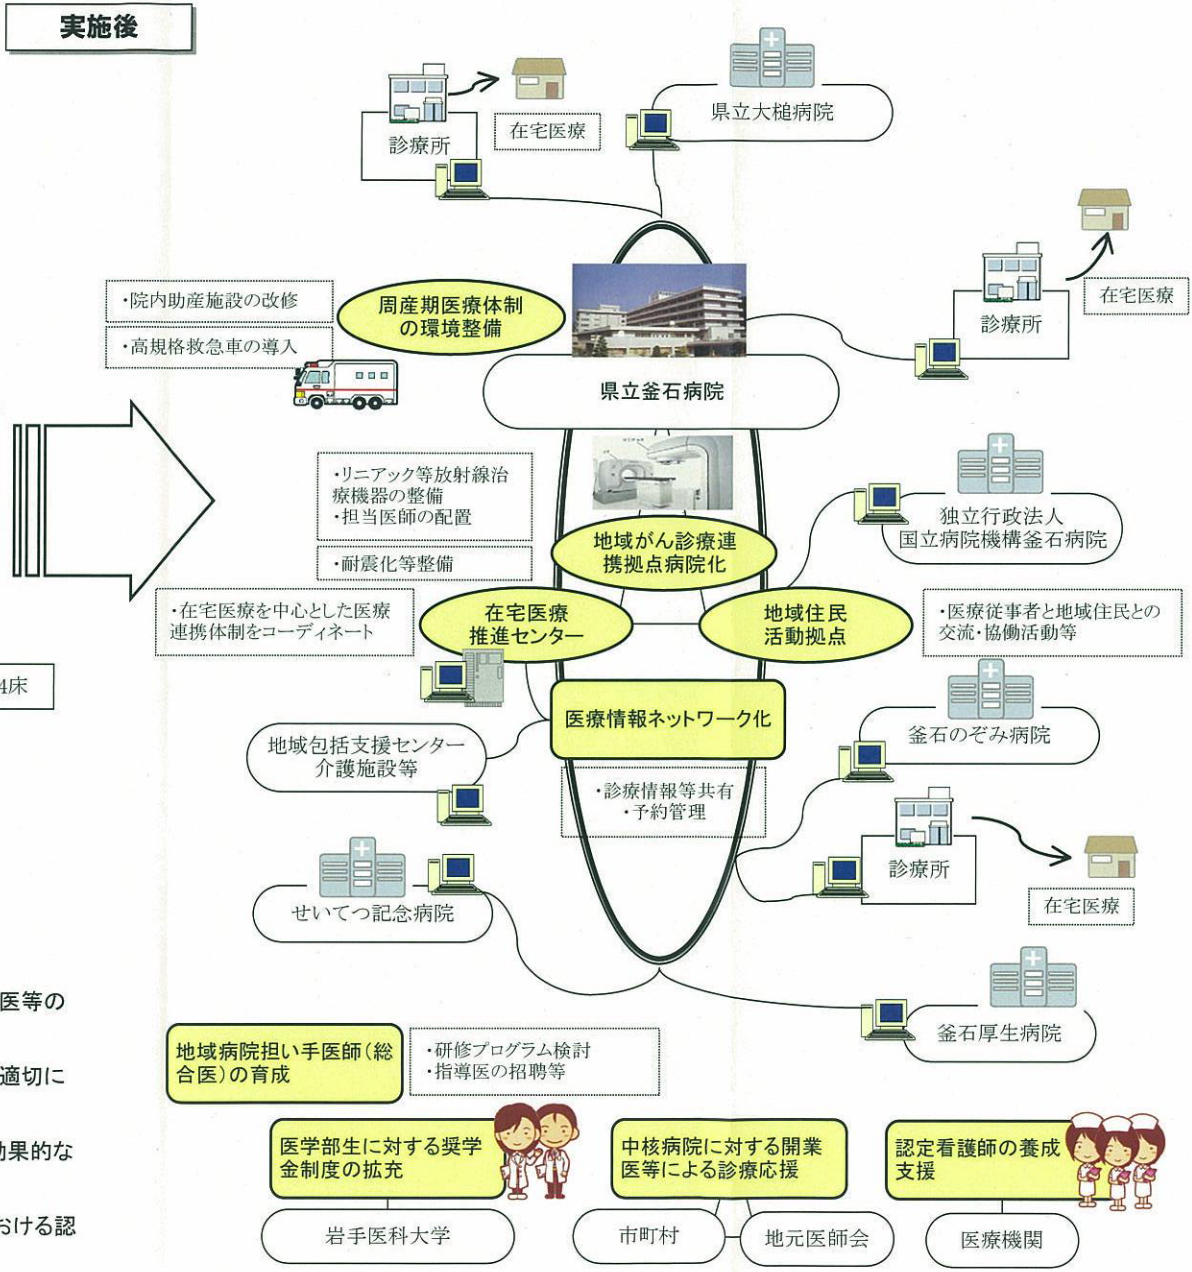 実施後
県立大槌病院
在宅医療
診療所
在宅医療
診療所
・院内助産施設の改修
・高規格救急車の導入
周産期医療体制
の環境整備
県立釜石病院
・リニアック等放射線治
療機器の整備
・担当医師の配置
・耐震化等整備
地域がん診療連
携拠点病院化
独立行政法人
国立病院機構釜石病院
・在宅医療を中心とした医療
連携体制をコーディネート
在宅医療
推進センター
地域住民
活動拠点
・医療従事者と地域住民との
交流・協働活動等
4床
医療情報ネットワーク化
釜石のぞみ病院
地域包括支援センター
介護施設等
・診療情報等共有
・予約管理
診療所
在宅医療
せいてつ記念病院
釜石厚生病院
医等の
適切に
効果的な
おける認
地域病院担い手医師(総
合医)の育成
・研修プログラム検討
・指導医の招聘等
医学部生に対する奨学
金制度の拡充
岩手医科大学
中核病院に対する開業
医等による診療応援
市町村
地元医師会
認定看護師の養成
支援
医療機関